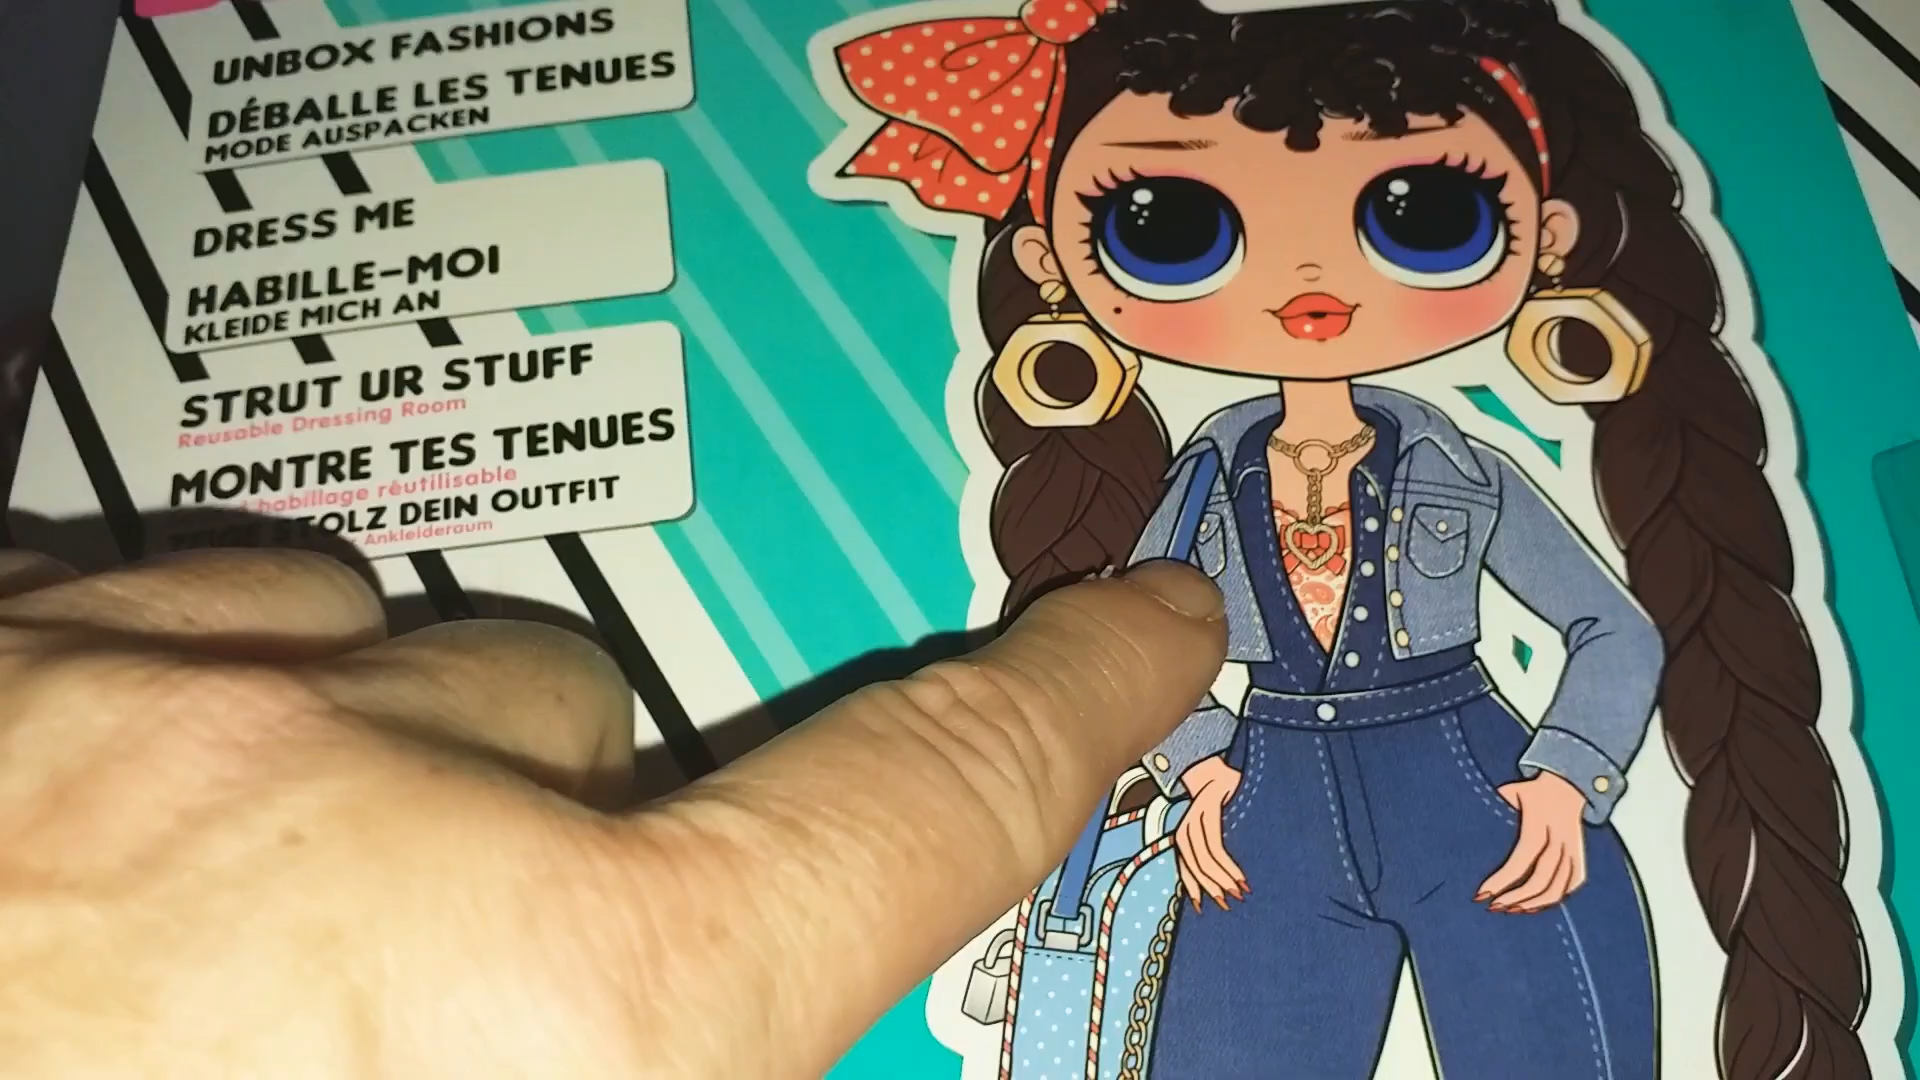 UNBOX FASHIONS
DÉBALLE LES TENUES
MODE AUSPACKEN
DRESS ME
HABILLE-MOI
KLEIDE MICH AN
STRUT UR STUFF
Reusable Dressing Room
MONTRE TES TENUES
habillage réutilisable
STOLZ DEIN OUTFIT
Ankleideraum